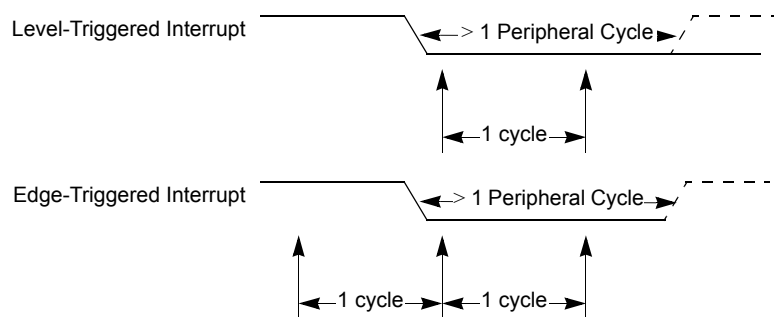 Level-Triggered Interrupt
> 1 Peripheral Cycle
1 cycle
Edge-Triggered Interrupt
> 1 Peripheral Cycle
1 cycle
1 cycle